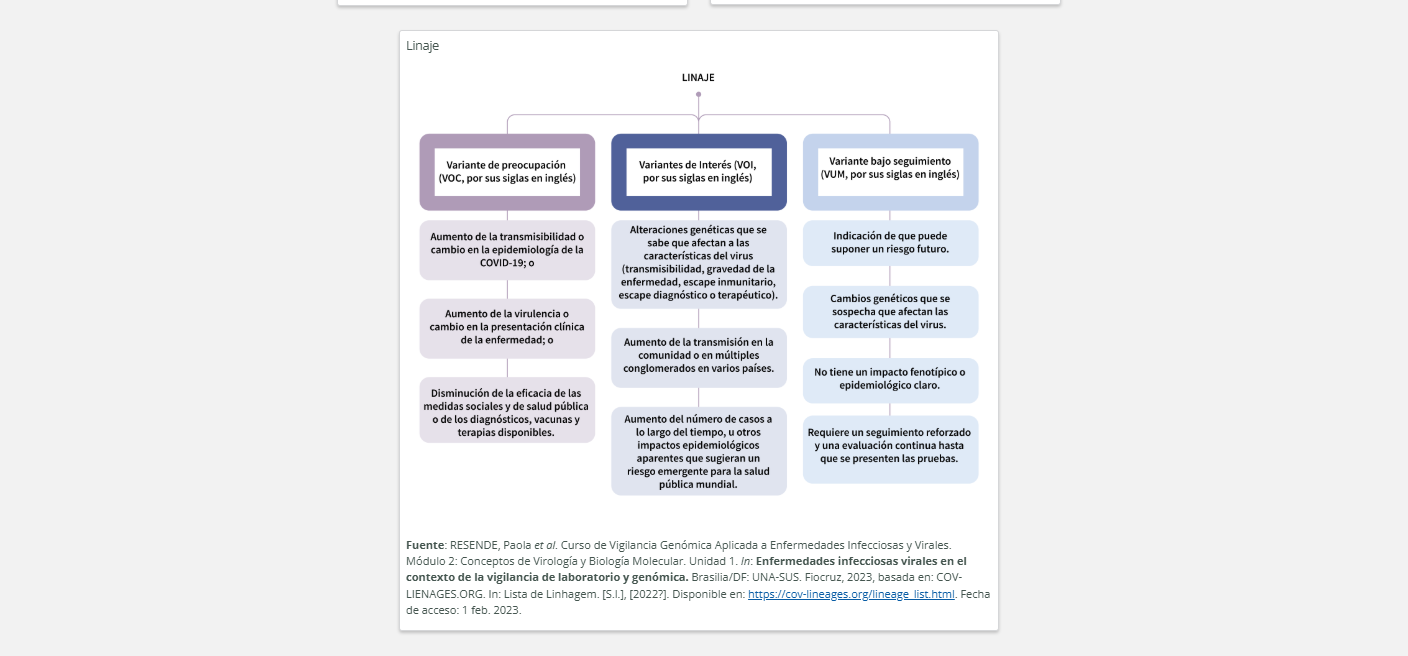 Linaje
LINAJE
Variante de preocupación
(VOC, por sus siglas en inglés)
Aumento de la transmisibilidad o
cambio en la epidemiología de la
COVID-19; o
Aumento de la virulencia o
cambio en la presentación clínica
de la enfermedad; o
Disminución de la eficacia de las
medidas sociales y de salud pública
o de los diagnósticos, vacunas y
terapias disponibles.
Variantes de Interés (VOI,
por sus siglas en inglés)
Alteraciones genéticas que se
sabe que afectan a las
características del virus
(transmisibilidad, gravedad de la
enfermedad, escape inmunitario,
escape diagnóstico o terapéutico).
Aumento de la transmisión en la
comunidad o en múltiples
conglomerados en varios países.
Aumento del número de casos a
lo largo del tiempo, u otros
impactos epidemiológicos
aparentes que sugieran un
riesgo emergente para la salud
pública mundial.
Variante bajo seguimiento
(VUM, por sus siglas en inglés)
Indicación de que puede
suponer un riesgo futuro.
Cambios genéticos que se
sospecha que afectan las
características del virus.
No tiene un impacto fenotípico o
epidemiológico claro.
Requiere un seguimiento reforzado
y una evaluación continua hasta
que se presenten las pruebas.
Fuente: RESENDE, Paola et al. Curso de Vigilancia Genómica Aplicada a Enfermedades Infecciosas y Virales.
Módulo 2: Conceptos de Virología y Biología Molecular. Unidad 1. In: Enfermedades infecciosas virales en el
contexto de la vigilancia de laboratorio y genómica. Brasilia/DF: UNA-SUS. Fiocruz, 2023, basada en: COV-
LIENAGES.ORG. In: Lista de Linhagem. [S.I.], [2022?]. Disponible en: https://cov-lineages.org/lineage_list.html. Fecha
de acceso: 1 feb. 2023.